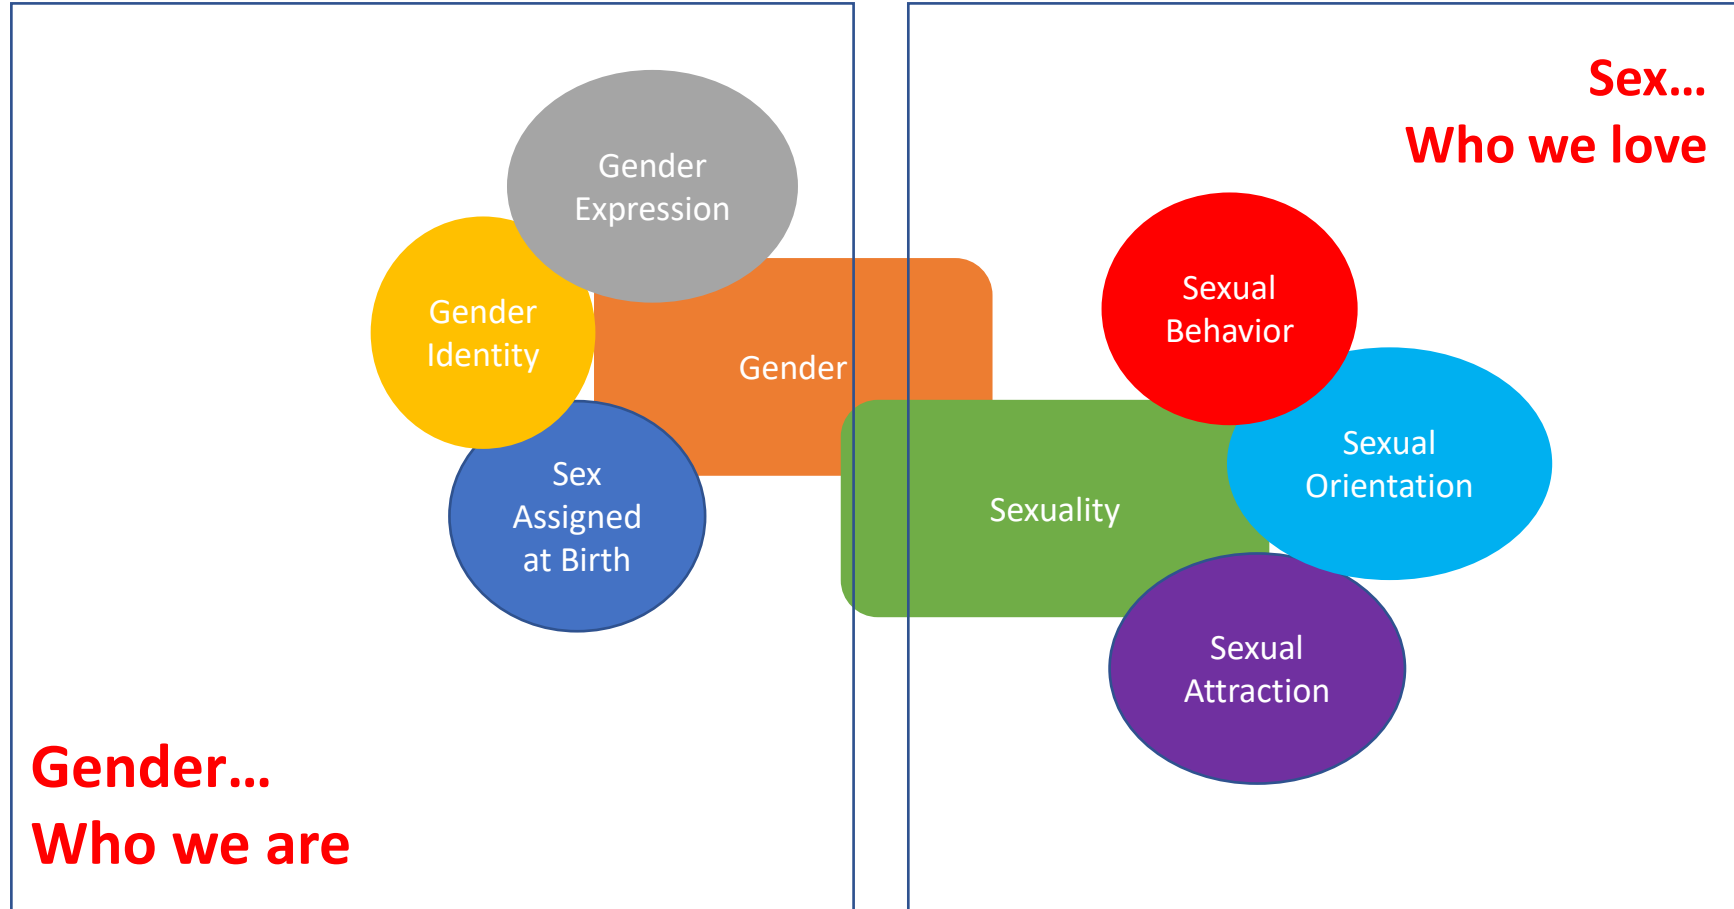 Gender
Expression
Gender
Identity
Sex
Assigned
at Birth
Gender
Gender...
Who we are
Sex...
Who we love
Sexual
Behavior
Sexual
Orientation
Sexuality
Sexual
Attraction